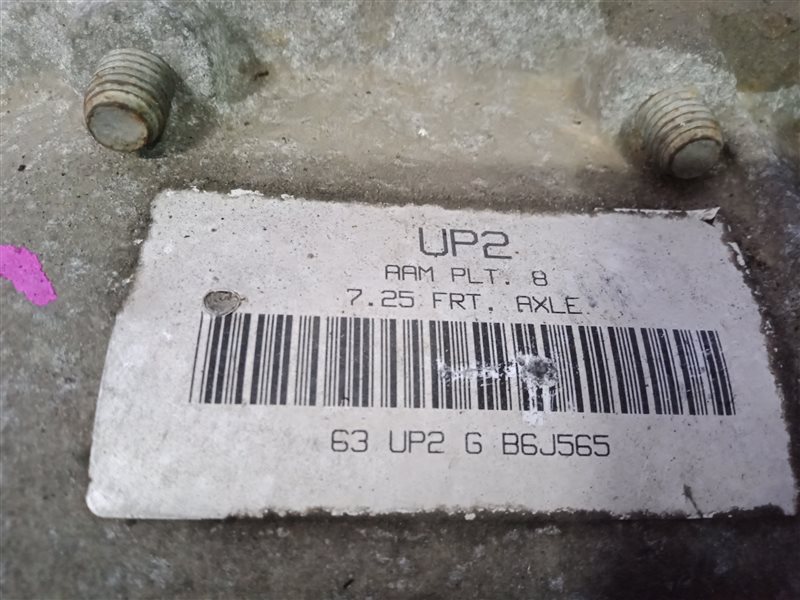 UP2
AAM PLT. 8
7.25 FRT. AXLE
63 UP2 G B6J565